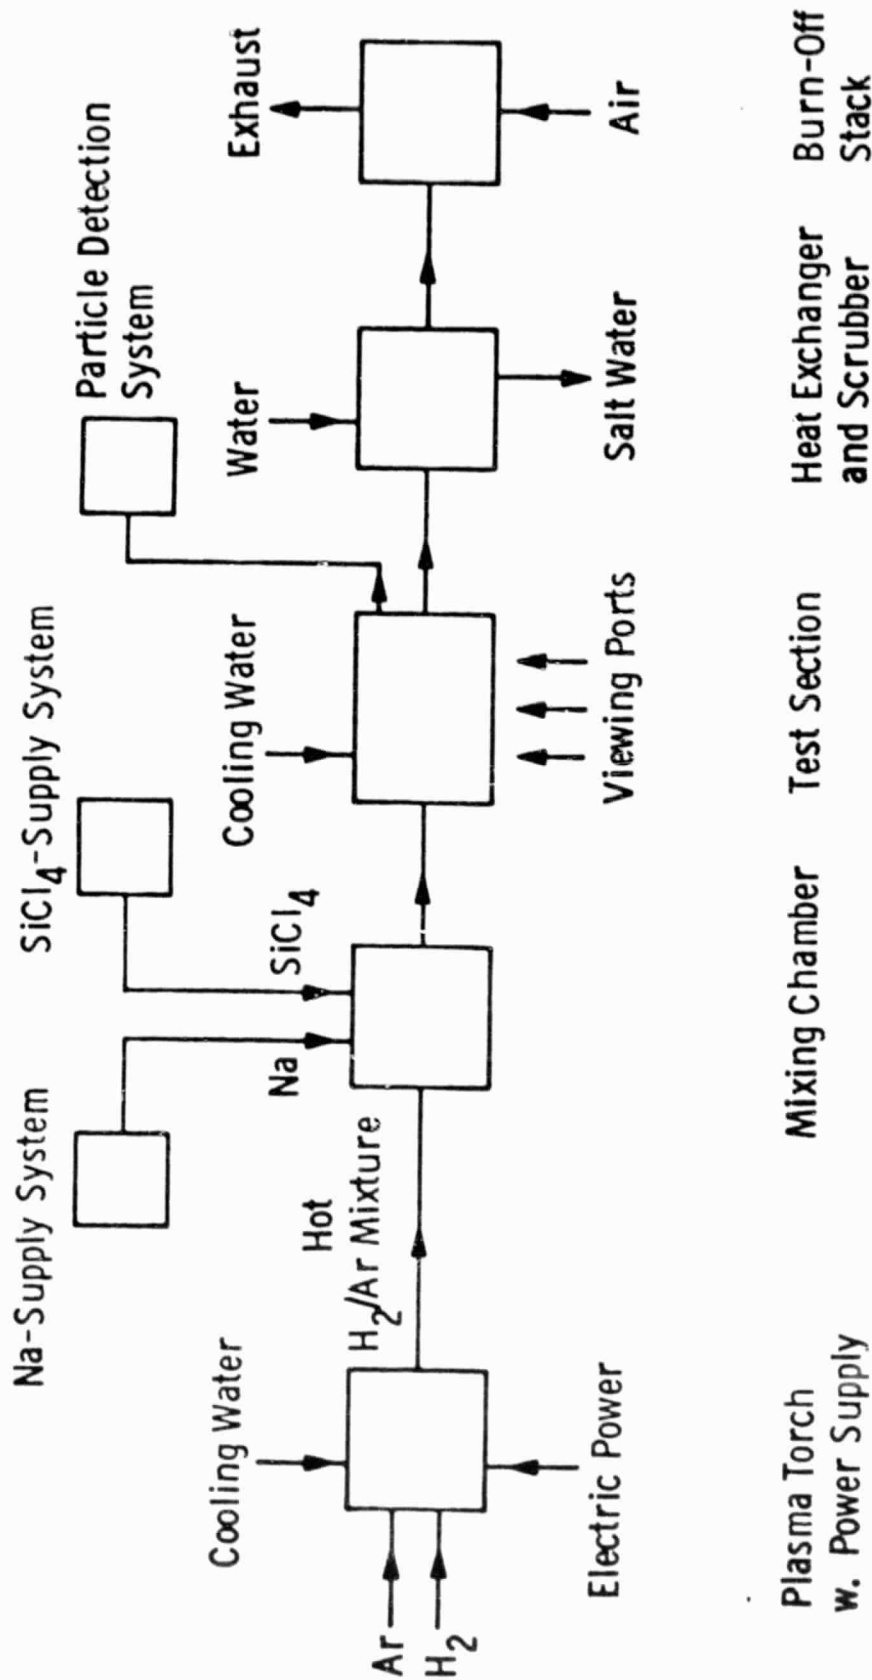 Na-Supply System
SiCl4-Supply System
Particle Detection
System
Cooling Water
Hot
H2/Ar Mixture
Na
SiCl4
Cooling Water
Water
Exhaust
Ar
H2
Electric Power
Viewing Ports
Salt Water
Air
Plasma Torch
w. Power Supply
Mixing Chamber
Test Section
Heat Exchanger
and Scrubber
Burn-Off
Stack